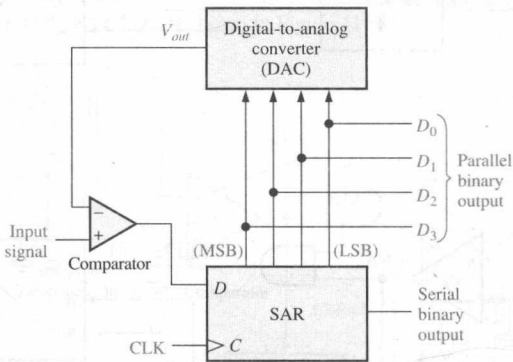 Digital-to-analog
converter
(DAC)
V_out
D_0
D_1
D_2
D_3
Parallel
binary
output
Input
signal
Comparator
−
+
(MSB)
(LSB)
D
SAR
CLK
C
Serial
binary
output